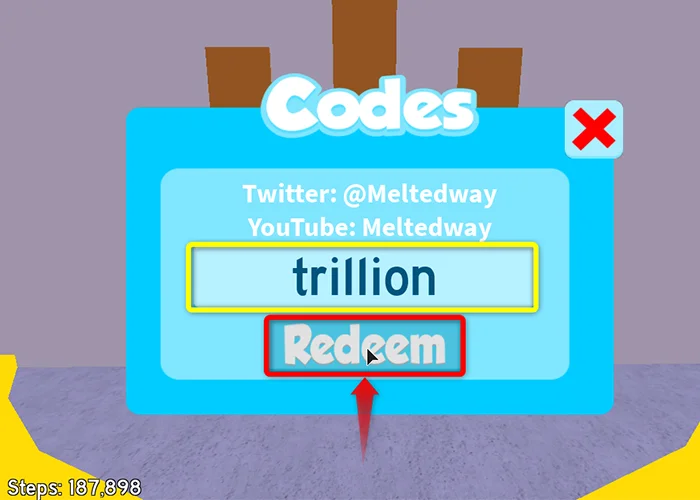 Codes
Twitter: @Meltedway
YouTube: Meltedway
trillion
Redeem
Steps: 187,898